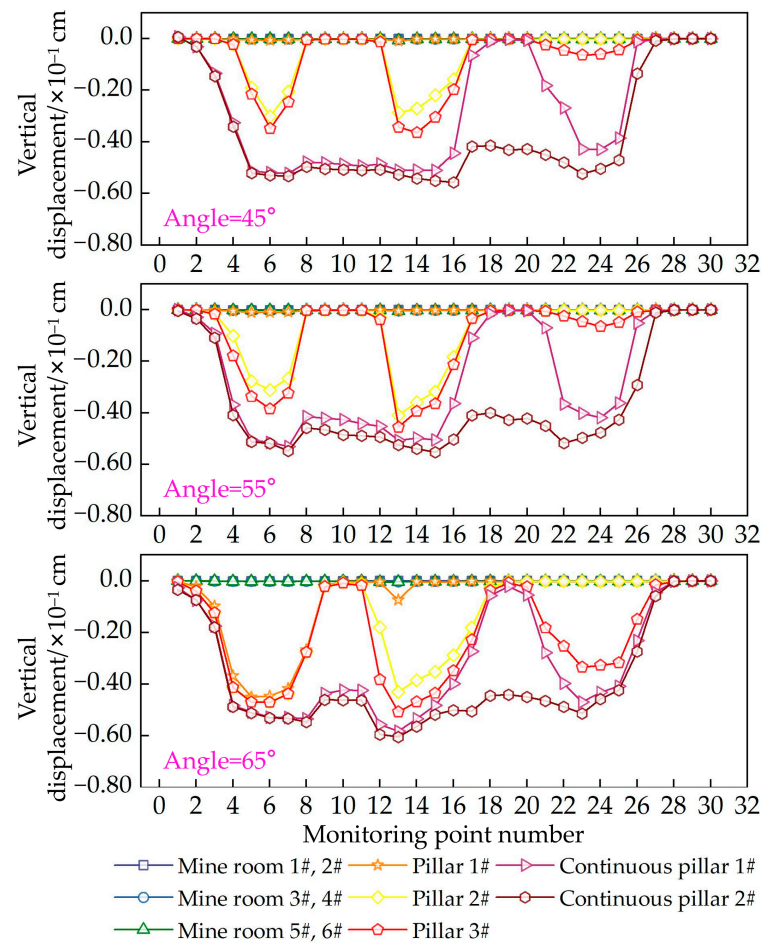 Vertical
displacement/×10⁻¹ cm
0.0
−0.20
−0.40
−0.60
−0.80
Angle=45°
0 2 4 6 8 10 12 14 16 18 20 22 24 26 28 30 32
Vertical
displacement/×10⁻¹ cm
0.0
−0.20
−0.40
−0.60
−0.80
Angle=55°
0 2 4 6 8 10 12 14 16 18 20 22 24 26 28 30 32
Vertical
displacement/×10⁻¹ cm
0.0
−0.20
−0.40
−0.60
−0.80
Angle=65°
0 2 4 6 8 10 12 14 16 18 20 22 24 26 28 30 32
Monitoring point number
Mine room 1#, 2# Pillar 1# Continuous pillar 1#
Mine room 3#, 4# Pillar 2# Continuous pillar 2#
Mine room 5#, 6# Pillar 3#